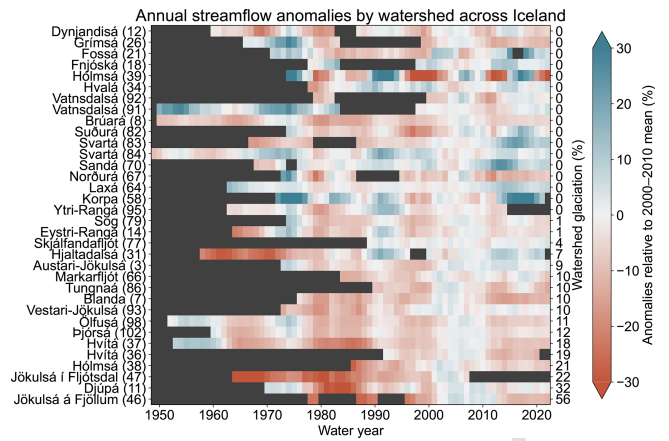 Annual streamflow anomalies by watershed across Iceland
Dynjandisá (12) 0
Grímsá (26) 0
Fossá (21) 0
Fnjóská (18) 0
Hólmsá (39) 0
Hvalá (34) 0
Vatnsdalsá (92) 0
Vatnsdalsá (91) 0
Brúará (8) 0
Suðurá (82) 0
Svartá (83) 0
Svartá (84) 0
Sandá (70) 0
Norðurá (67) 0
Laxá (64) 0
Korpa (58) 0
Ytri-Rangá (95) 1
Sog (79) 1
Eystri-Rangá (14) 1
Skjálfandafljót (77) 4
Hjaltadalsá (31) 7
Austari-Jökulsá (3) 9
Markarfljót (66) 10
Tungnaá (86) 10
Blanda (7) 10
Vestari-Jökulsá (93) 10
Ölfusá (98) 11
Þjórsá (102) 12
Hvítá (37) 18
Hvítá (36) 19
Hólmsá (38) 21
Jökulsá í Fljótsdal (47) 22
Djúpá (11) 32
Jökulsá á Fjöllum (46) 56
1950 1960 1970 1980 1990 2000 2010 2020
Water year
Watershed glaciation (%)
30
20
10
0
−10
−20
−30
Anomalies relative to 2000–2010 mean (%)